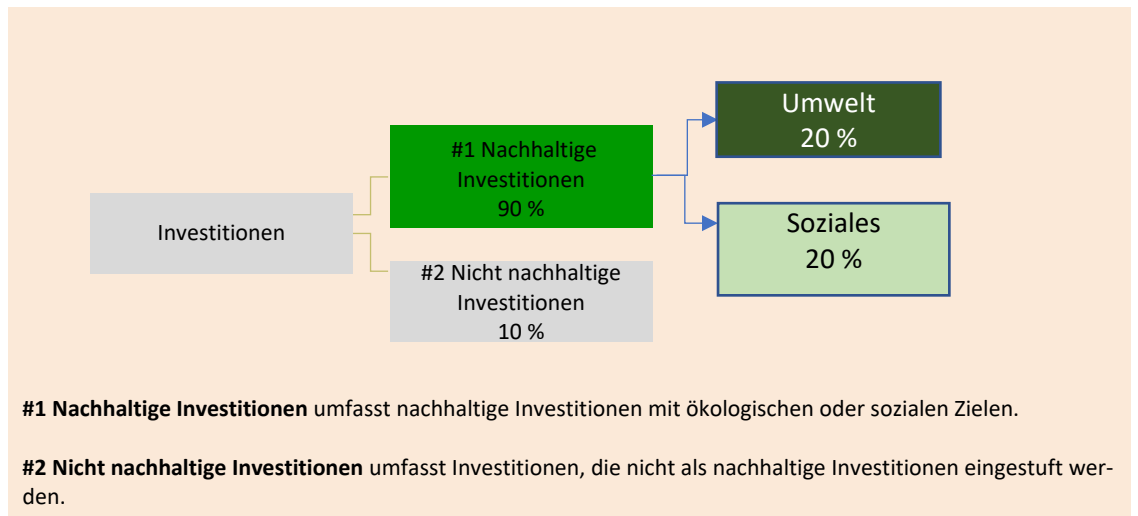 Investitionen
#1 Nachhaltige
Investitionen
90 %
#2 Nicht nachhaltige
Investitionen
10 %
Umwelt
20 %
Soziales
20 %
#1 Nachhaltige Investitionen umfasst nachhaltige Investitionen mit ökologischen oder sozialen Zielen.
#2 Nicht nachhaltige Investitionen umfasst Investitionen, die nicht als nachhaltige Investitionen eingestuft wer-
den.